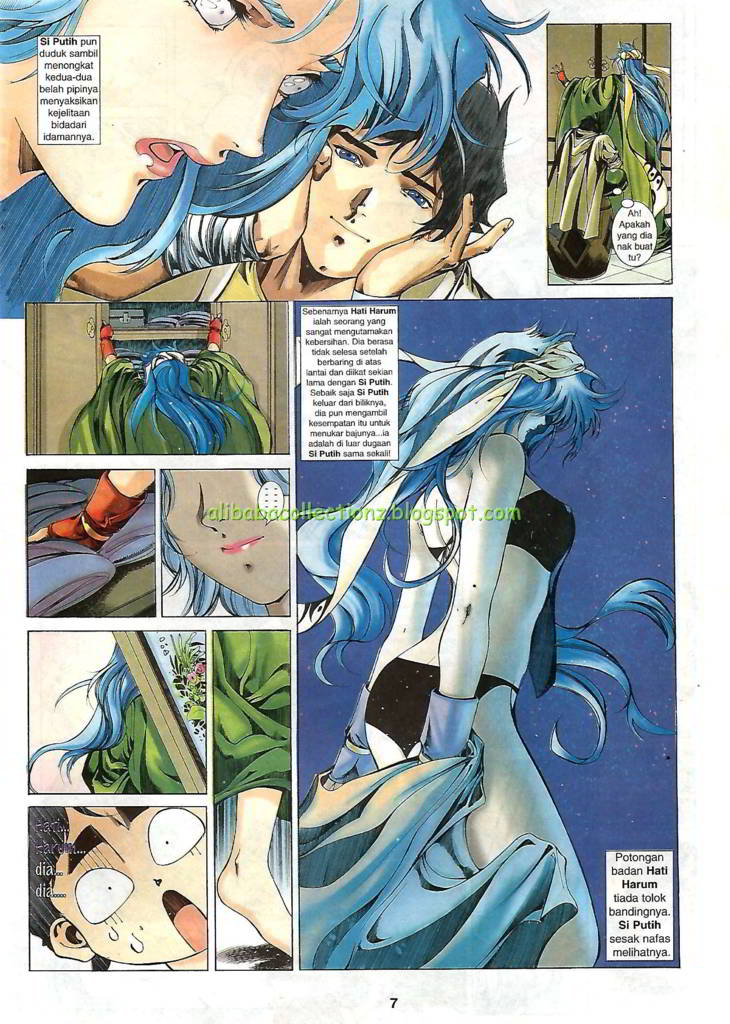 Si Putih pun
duduk sambil
menongkat
kedua-dua
belah pipinya
menyaksikan
kejelitaan
bidadari
idamannya.
Ah!
Apakah
yang dia
nak buat
tu?
Sebenarnya Hati Harum
ialah seorang yang
sangat mengutamakan
kebersihan. Dia berasa
tidak selesa setelah
berbaring di atas
lantai dan diikat sekian
lama dengan Si Putih.
Sebaik saja Si Putih
keluar dari biliknya,
dia pun mengambil
kesempatan itu untuk
menukar bajunya...ia
adalah di luar dugaan
Si Putih sama sekali!
alibabacollectionz.blogspot.com
Hati...
Harum...
dia...
dia....
Potongan
badan Hati
Harum
tiada tolok
bandingnya.
Si Putih
sesak nafas
melihatnya.
7